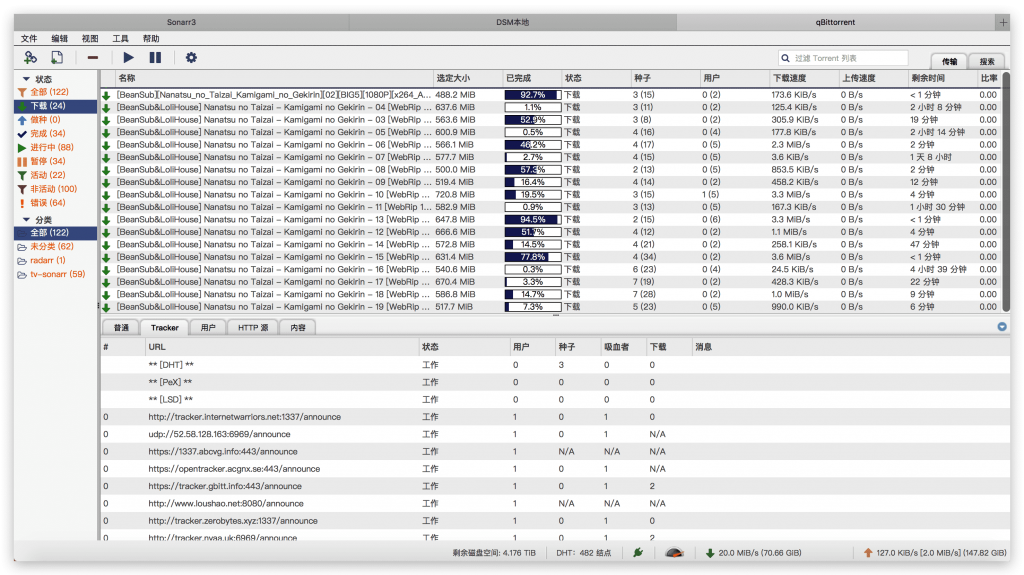 Sonarr3 DSM本地 qBittorrent +
文件 编辑 视图 工具 帮助
过滤 Torrent 列表 传输 搜索
状态
全部 (122)
下载 (24)
做种 (0)
完成 (34)
进行中 (88)
暂停 (34)
活动 (22)
非活动 (100)
错误 (64)
分类
全部 (122)
未分类 (62)
radarr (1)
tv-sonarr (59)
名称 选定大小 已完成 状态 种子 用户 下载速度 上传速度 剩余时间 比率
[BeanSub][Nanatsu_no_Taizai_Kamigami_no_Gekirin][02][BIG5][1080P][x264_A... 488.2 MiB 92.7% 下载 3 (15) 0 (2) 173.6 KiB/s 0 B/s < 1 分钟 0.00
[BeanSub&LoliHouse] Nanatsu no Taizai - Kamigami no Gekirin - 04 [WebRip ... 637.6 MiB 1.1% 下载 3 (11) 0 (2) 125.4 KiB/s 0 B/s 2 小时 8 分钟 0.00
[BeanSub&LoliHouse] Nanatsu no Taizai - Kamigami no Gekirin - 03 [WebRip ... 563.6 MiB 52.9% 下载 3 (8) 0 (2) 305.9 KiB/s 0 B/s 19 分钟 0.00
[BeanSub&LoliHouse] Nanatsu no Taizai - Kamigami no Gekirin - 05 [WebRip ... 600.9 MiB 0.5% 下载 4 (16) 0 (4) 177.8 KiB/s 0 B/s 2 小时 14 分钟 0.00
[BeanSub&LoliHouse] Nanatsu no Taizai - Kamigami no Gekirin - 06 [WebRip ... 566.1 MiB 46.2% 下载 4 (17) 0 (5) 2.3 MiB/s 0 B/s 2 分钟 0.00
[BeanSub&LoliHouse] Nanatsu no Taizai - Kamigami no Gekirin - 07 [WebRip ... 577.7 MiB 2.7% 下载 4 (15) 0 (5) 3.6 KiB/s 0 B/s 1 天 8 小时 0.00
[BeanSub&LoliHouse] Nanatsu no Taizai - Kamigami no Gekirin - 08 [WebRip ... 500.0 MiB 57.3% 下载 2 (13) 0 (5) 853.5 KiB/s 0 B/s 2 分钟 0.00
[BeanSub&LoliHouse] Nanatsu no Taizai - Kamigami no Gekirin - 09 [WebRip ... 519.4 MiB 16.4% 下载 4 (14) 0 (2) 458.2 KiB/s 0 B/s 12 分钟 0.00
[BeanSub&LoliHouse] Nanatsu no Taizai - Kamigami no Gekirin - 10 [WebRip ... 720.8 MiB 19.5% 下载 4 (15) 1 (5) 3.3 MiB/s 0 B/s 4 分钟 0.00
[BeanSub&LoliHouse] Nanatsu no Taizai - Kamigami no Gekirin - 11 [WebRip 1... 582.9 MiB 0.9% 下载 3 (13) 0 (5) 167.3 KiB/s 0 B/s 1 小时 30 分钟 0.00
[BeanSub&LoliHouse] Nanatsu no Taizai - Kamigami no Gekirin - 13 [WebRip ... 647.8 MiB 94.5% 下载 2 (15) 0 (6) 3.3 MiB/s 0 B/s < 1 分钟 0.00
[BeanSub&LoliHouse] Nanatsu no Taizai - Kamigami no Gekirin - 12 [WebRip ... 666.6 MiB 下载 4 (12) 0 (2) 1.1 MiB/s 0 B/s 4 分钟 0.00
[BeanSub&LoliHouse] Nanatsu no Taizai - Kamigami no Gekirin - 14 [WebRip ... 572.8 MiB 14.5% 下载 4 (21) 0 (2) 258.1 KiB/s 0 B/s 47 分钟 0.00
[BeanSub&LoliHouse] Nanatsu no Taizai - Kamigami no Gekirin - 15 [WebRip ... 631.4 MiB 77.8% 下载 4 (34) 0 (2) 3.6 MiB/s 0 B/s < 1 分钟 0.00
[BeanSub&LoliHouse] Nanatsu no Taizai - Kamigami no Gekirin - 16 [WebRip ... 540.6 MiB 0.3% 下载 6 (23) 0 (4) 24.5 KiB/s 0 B/s 4 小时 39 分钟 0.00
[BeanSub&LoliHouse] Nanatsu no Taizai - Kamigami no Gekirin - 17 [WebRip ... 670.4 MiB 3.3% 下载 7 (19) 0 (4) 428.3 KiB/s 0 B/s 22 分钟 0.00
[BeanSub&LoliHouse] Nanatsu no Taizai - Kamigami no Gekirin - 18 [WebRip ... 586.8 MiB 14.7% 下载 7 (28) 0 (2) 1.0 MiB/s 0 B/s 9 分钟 0.00
[BeanSub&LoliHouse] Nanatsu no Taizai - Kamigami no Gekirin - 19 [WebRip ... 517.7 MiB 7.3% 下载 5 (23) 0 (5) 990.0 KiB/s 0 B/s 6 分钟 0.00
普通 Tracker 用户 HTTP 源 内容
# URL 状态 用户 种子 吸血者 下载 消息
** [DHT] ** 工作 0 3 0 0
** [PeX] ** 工作 0 0 0 0
** [LSD] ** 工作 0 0 0 0
0 http://tracker.internetwarriors.net:1337/announce 工作 1 0 1 0
0 udp://52.58.128.163:6969/announce 工作 1 0 1 N/A
0 https://1337.abcvg.info:443/announce 工作 1 N/A N/A N/A
0 https://opentracker.acgnx.se:443/announce 工作 1 0 1 N/A
0 https://tracker.gbitt.info:443/announce 工作 1 0 1 2
0 http://www.loushao.net:8080/announce 工作 1 N/A N/A N/A
0 http://tracker.zerobytes.xyz:1337/announce 工作 1 0 1 0
0 http://tracker.nyaa.uk:6969/announce 工作 1 0 1 2
剩余磁盘空间: 4.176 TiB DHT: 482 结点 20.0 MiB/s (70.66 GiB) 127.0 KiB/s [2.0 MiB/s] (147.82 GiB)